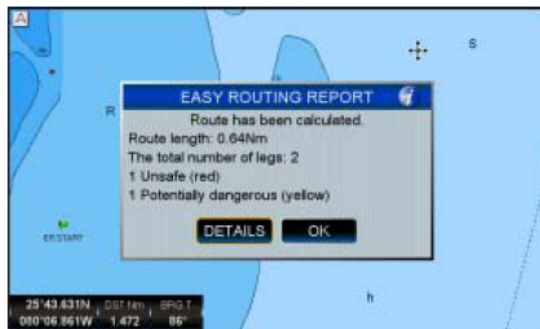 A
S
EASY ROUTING REPORT
R
Route has been calculated.
Route length: 0.64Nm
The total number of legs: 2
1 Unsafe (red)
1 Potentially dangerous (yellow)
DETAILS OK
ER START
h
25°43.631N DST Nm BRG T
080°06.861W 1.472 86°